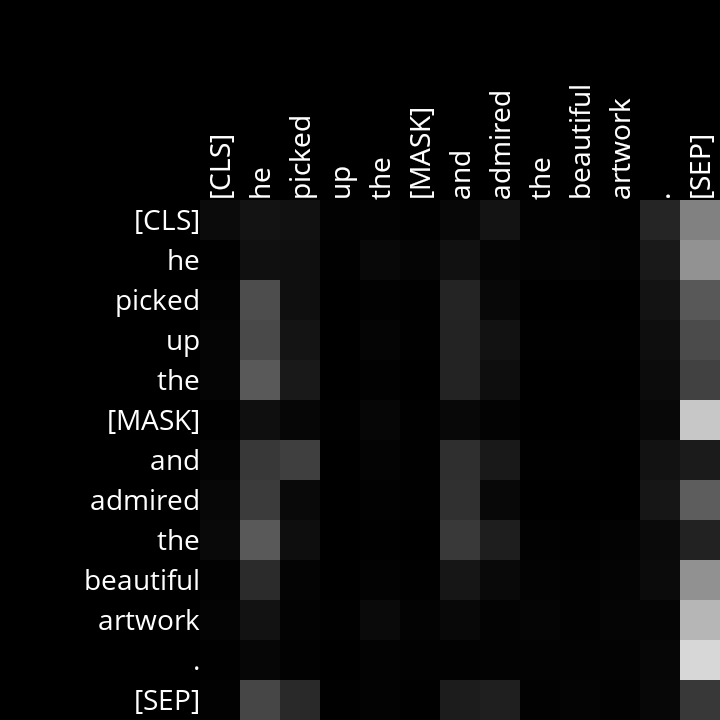 [CLS] he picked up the [MASK] and admired the beautiful artwork . [SEP]
[CLS]
he
picked
up
the
[MASK]
and
admired
the
beautiful
artwork
.
[SEP]